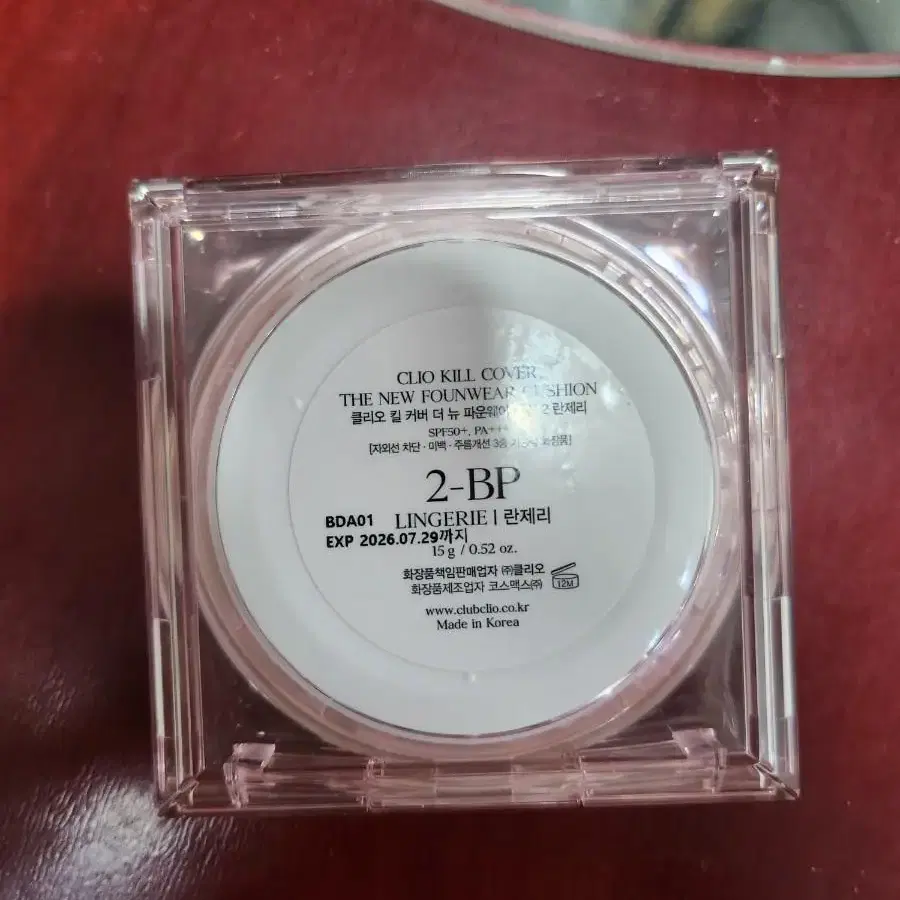 CLIO KILL COVER
THE NEW FOUNWEAR CUSHION
클리오 킬 커버 더 뉴 파운웨어 란제리
SPF50+, PA+++
[자외선 차단 · 미백 · 주름개선 3중 화장품]
2-BP
BDA01 LINGERIE | 란제리
EXP 2026.07.29까지
15 g / 0.52 oz.
화장품책임판매업자 ㈜클리오
화장품제조업자 코스맥스㈜ 12M
www.clubclio.co.kr
Made in Korea